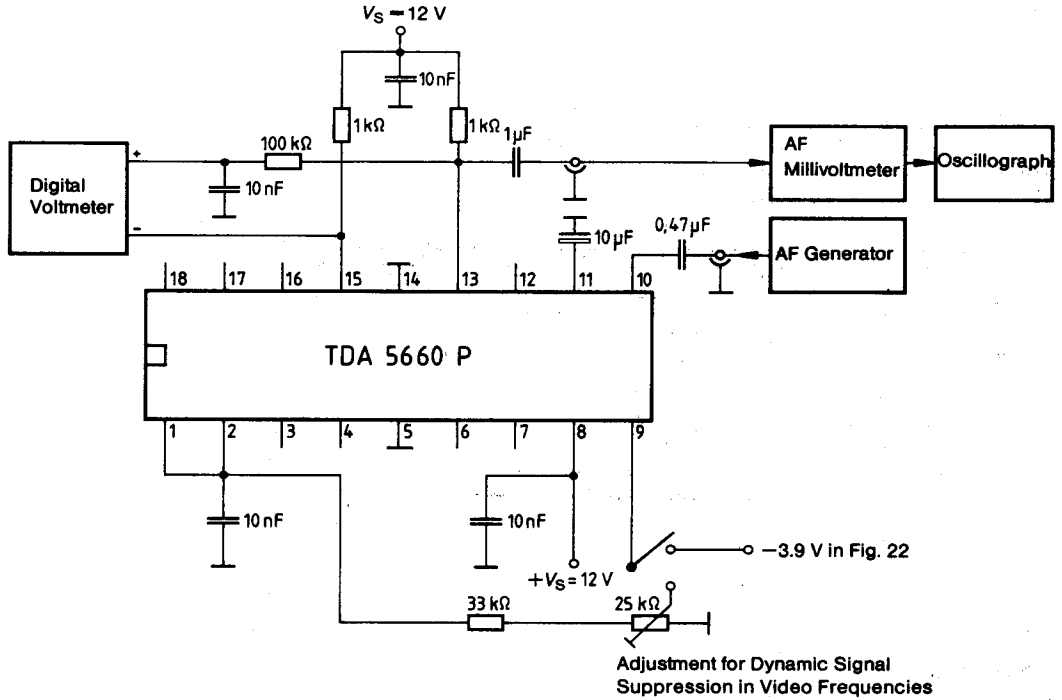 V_S = 12 V
10 nF
1 kΩ
1 kΩ
1 µF
100 kΩ
+
10 nF
Digital
Voltmeter
-
AF
Millivoltmeter
Oscillograph
10 µF
0,47 µF
AF Generator
18 17 16 15 14 13 12 11 10
TDA 5660 P
1 2 3 4 5 6 7 8 9
10 nF
10 nF
+V_S = 12 V
−3.9 V in Fig. 22
33 kΩ
25 kΩ
Adjustment for Dynamic Signal
Suppression in Video Frequencies